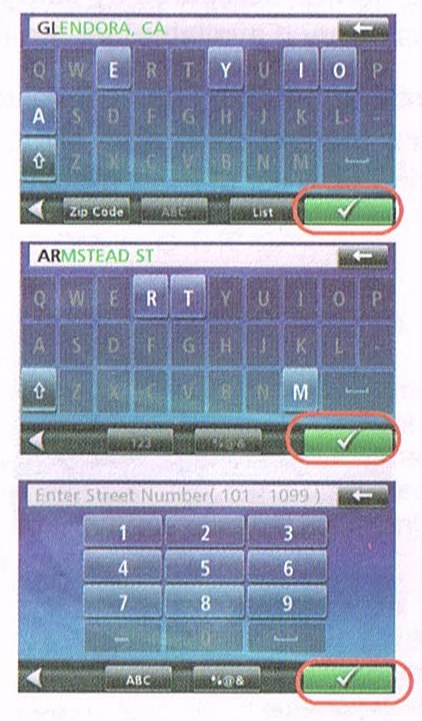 GLENDORA, CA
Q W E R T Y U I O P
A S D F G H J K L -
Z X C V B N M
Zip Code ABC List
ARMSTEAD ST
Q W E R T Y U I O P
A S D F G H J K L -
Z X C V B N M
123 %@&
Enter Street Number( 101 - 1099 )
1 2 3
4 5 6
7 8 9
- 0
ABC %@&